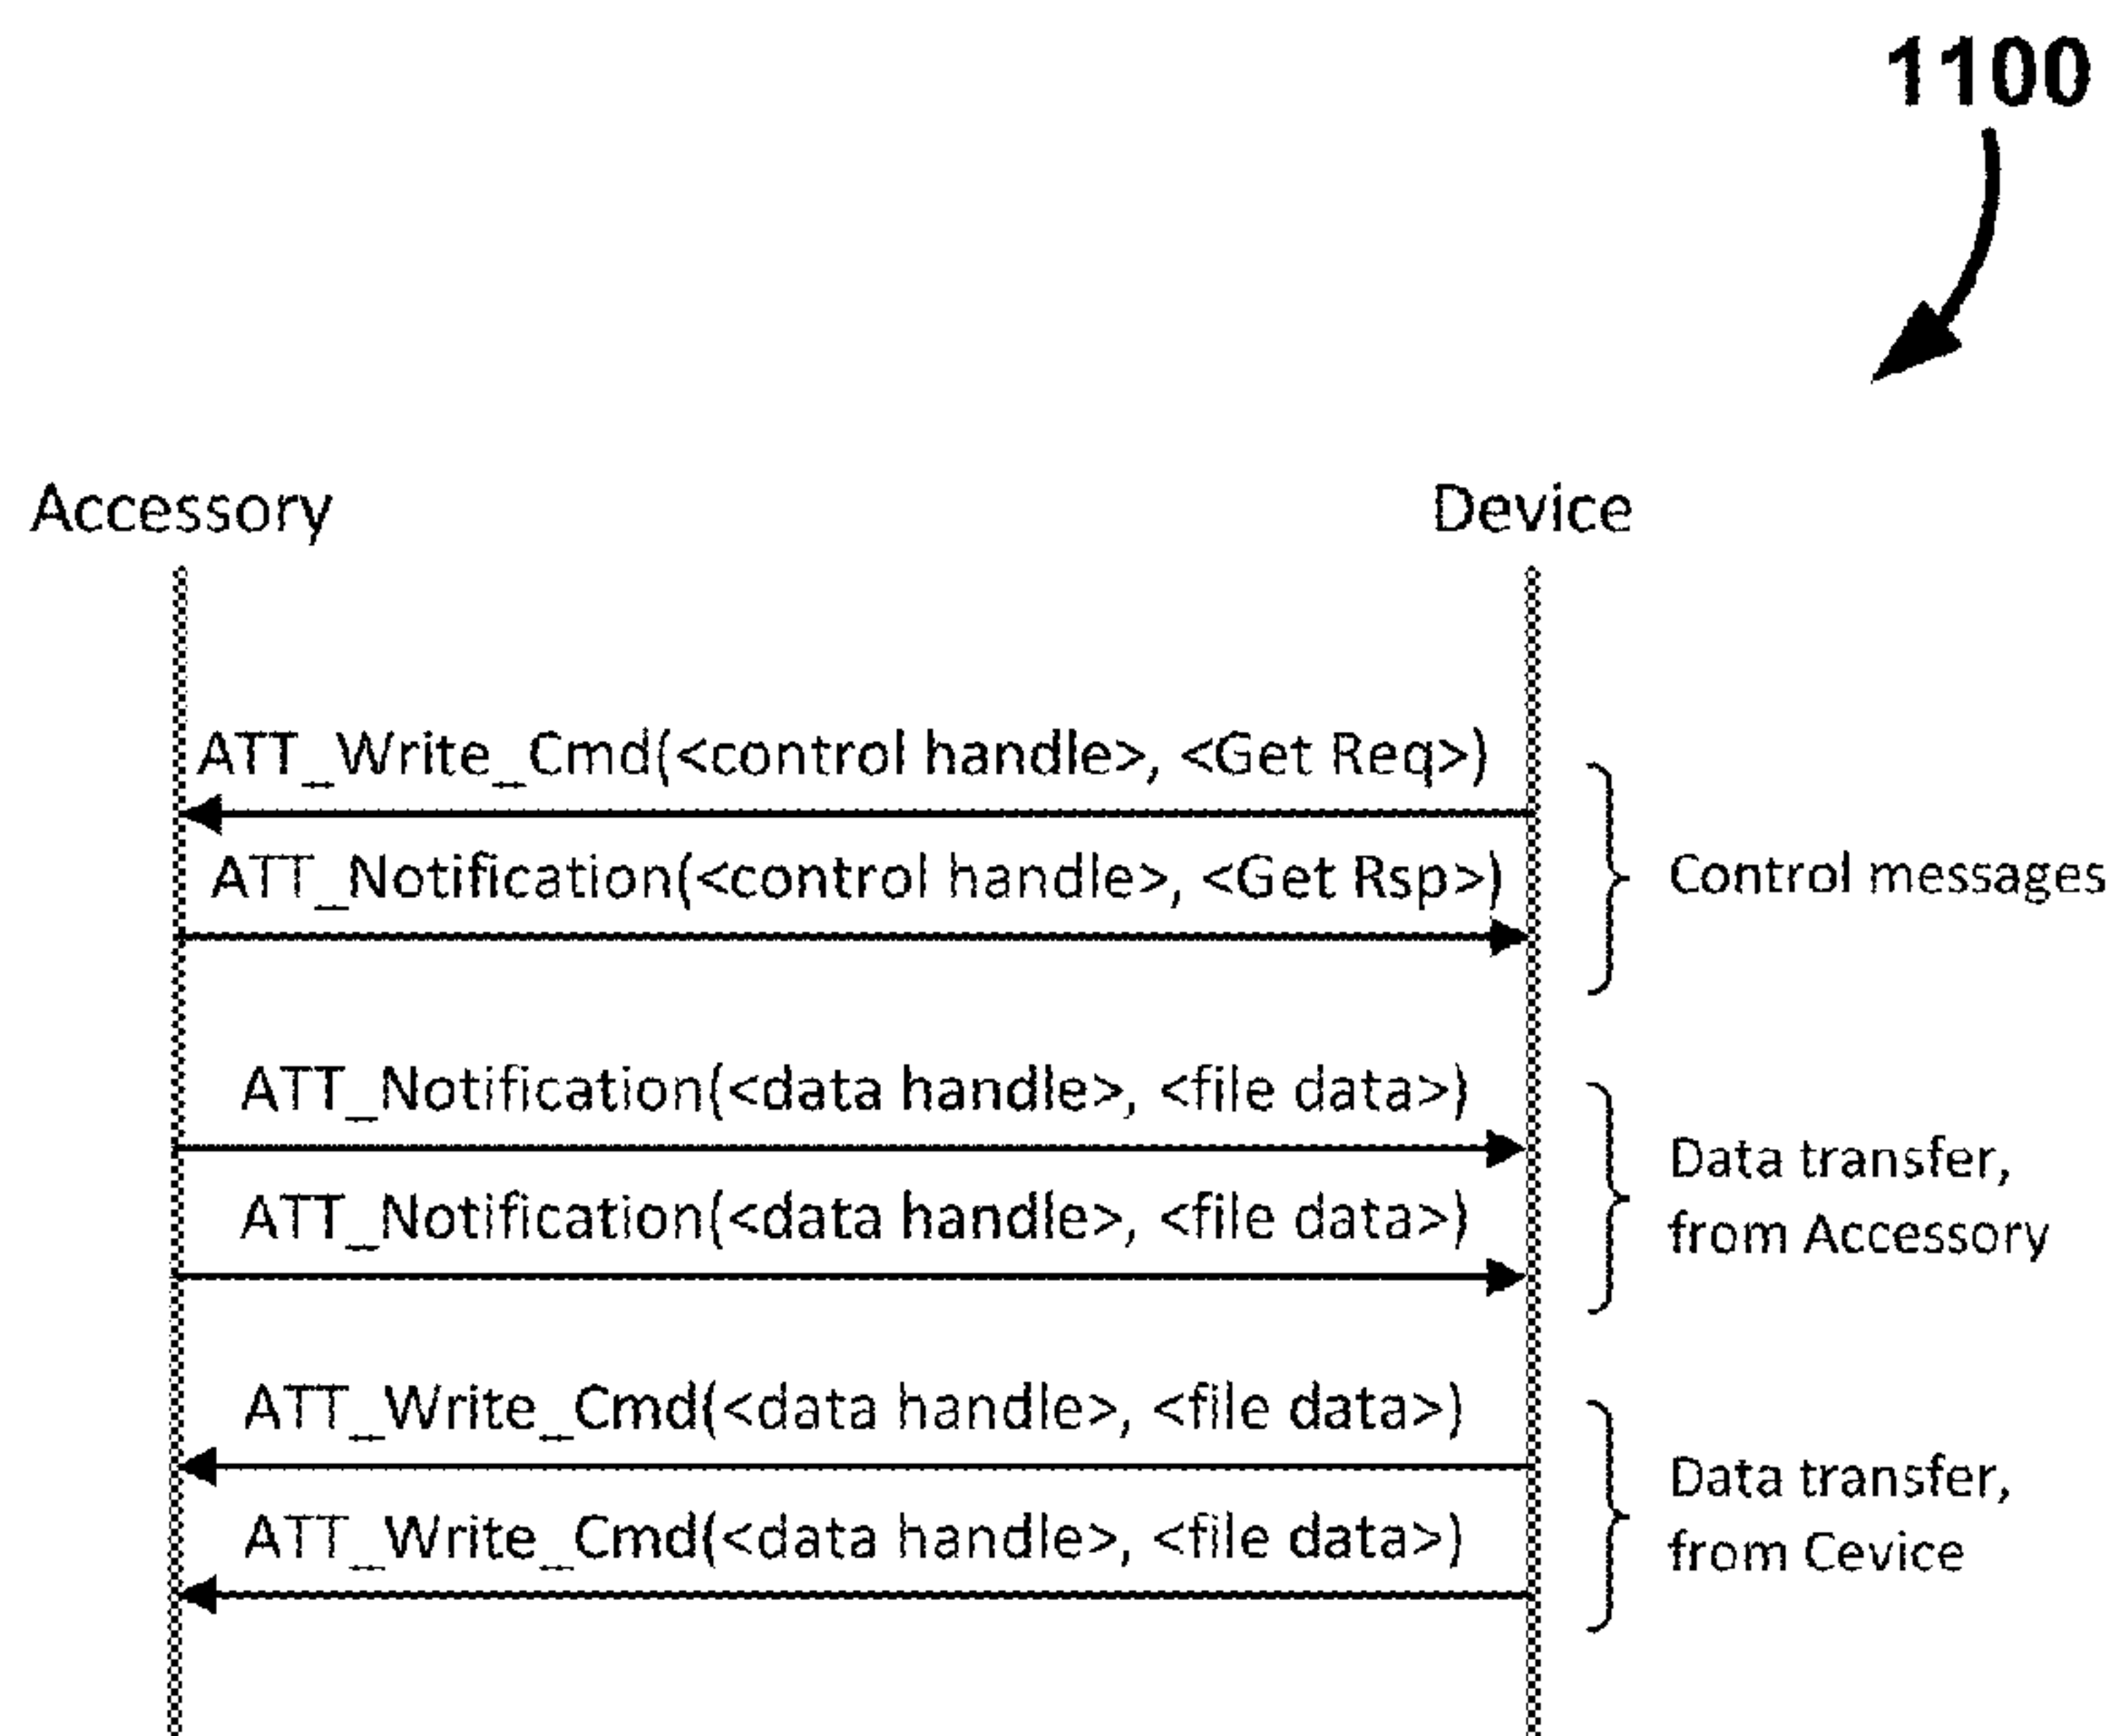 1100
Accessory
Device
ATT_Write_Cmd(<control handle>, <Get Req>)
ATT_Notification(<control handle>, <Get Rsp>)
Control messages
ATT_Notification(<data handle>, <file data>)
ATT_Notification(<data handle>, <file data>)
Data transfer,
from Accessory
ATT_Write_Cmd(<data handle>, <file data>)
ATT_Write_Cmd(<data handle>, <file data>)
Data transfer,
from Cevice